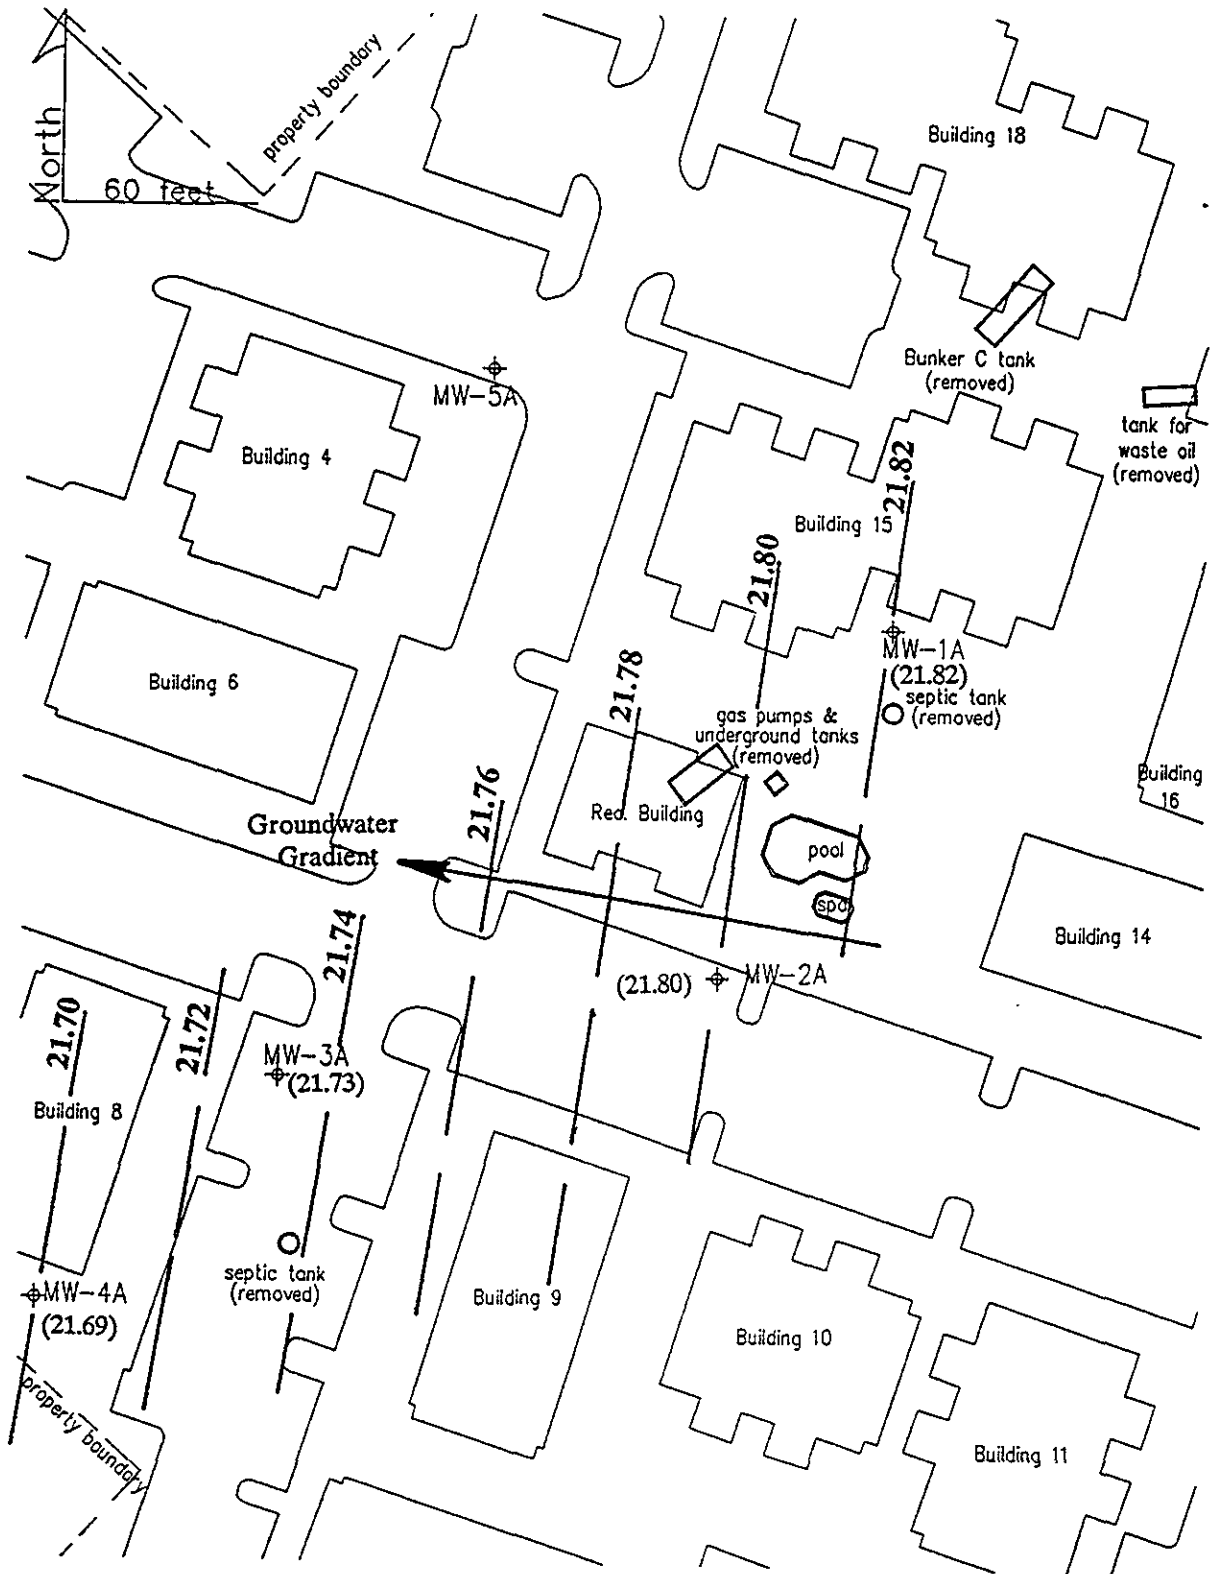 property boundary
North
60 feet
Building 18
Bunker C tank
(removed)
MW-5A
tank for
waste oil
(removed)
Building 4
21.82
Building 15
21.80
MW-1A
(21.82)
septic tank
(removed)
Building 6
21.78
gas pumps &
underground tanks
(removed)
Building
16
21.76
Rec. Building
Groundwater
Gradient
pool
spa
Building 14
21.74
(21.80)
MW-2A
21.70
21.72
MW-3A
(21.73)
Building 8
septic tank
(removed)
MW-4A
(21.69)
Building 9
Building 10
property boundary
Building 11